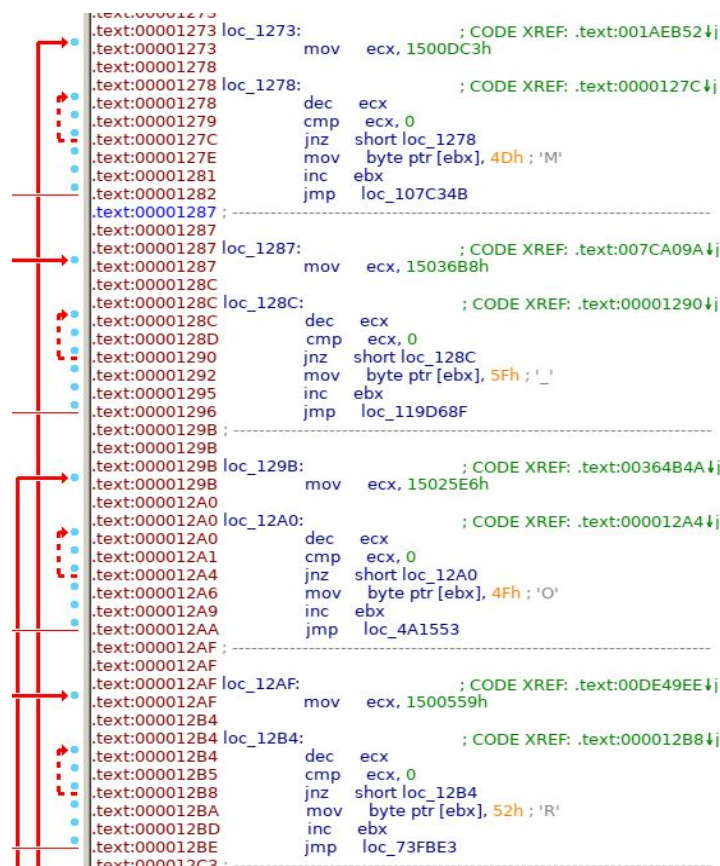 .text:00001273
.text:00001273 loc_1273: ; CODE XREF: .text:001AEB52↓j
.text:00001273 mov ecx, 1500DC3h
.text:00001278
.text:00001278 loc_1278: ; CODE XREF: .text:0000127C↓j
.text:00001278 dec ecx
.text:00001279 cmp ecx, 0
.text:0000127C jnz short loc_1278
.text:0000127E mov byte ptr [ebx], 4Dh ; 'M'
.text:00001281 inc ebx
.text:00001282 jmp loc_107C34B
.text:00001287 ; ---------------------------------------------------------------------------
.text:00001287
.text:00001287 loc_1287: ; CODE XREF: .text:007CA09A↓j
.text:00001287 mov ecx, 15036B8h
.text:0000128C
.text:0000128C loc_128C: ; CODE XREF: .text:00001290↓j
.text:0000128C dec ecx
.text:0000128D cmp ecx, 0
.text:00001290 jnz short loc_128C
.text:00001292 mov byte ptr [ebx], 5Fh ; '_'
.text:00001295 inc ebx
.text:00001296 jmp loc_119D68F
.text:0000129B ; ---------------------------------------------------------------------------
.text:0000129B
.text:0000129B loc_129B: ; CODE XREF: .text:00364B4A↓j
.text:0000129B mov ecx, 15025E6h
.text:000012A0
.text:000012A0 loc_12A0: ; CODE XREF: .text:000012A4↓j
.text:000012A0 dec ecx
.text:000012A1 cmp ecx, 0
.text:000012A4 jnz short loc_12A0
.text:000012A6 mov byte ptr [ebx], 4Fh ; 'O'
.text:000012A9 inc ebx
.text:000012AA jmp loc_4A1553
.text:000012AF ; ---------------------------------------------------------------------------
.text:000012AF
.text:000012AF loc_12AF: ; CODE XREF: .text:00DE49EE↓j
.text:000012AF mov ecx, 1500559h
.text:000012B4
.text:000012B4 loc_12B4: ; CODE XREF: .text:000012B8↓j
.text:000012B4 dec ecx
.text:000012B5 cmp ecx, 0
.text:000012B8 jnz short loc_12B4
.text:000012BA mov byte ptr [ebx], 52h ; 'R'
.text:000012BD inc ebx
.text:000012BE jmp loc_73FBE3
.text:000012C3 ; ---------------------------------------------------------------------------